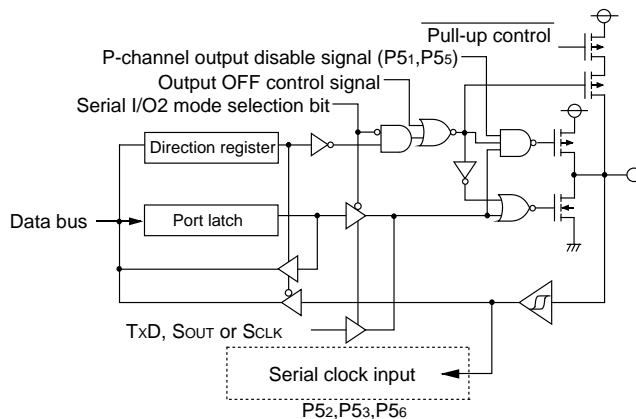 Pull-up control
P-channel output disable signal (P51,P55)
Output OFF control signal
Serial I/O2 mode selection bit
Direction register
Data bus
Port latch
TXD, SOUT or SCLK
Serial clock input
P52,P53,P56